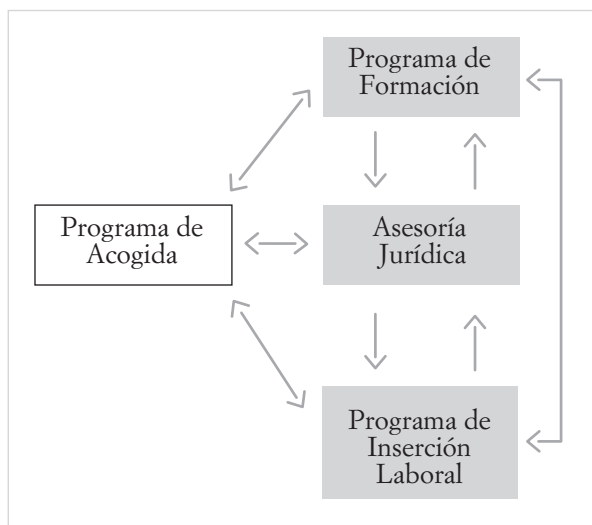 Programa de
Formación
Programa de
Acogida
Asesoría
Jurídica
Programa de
Inserción
Laboral